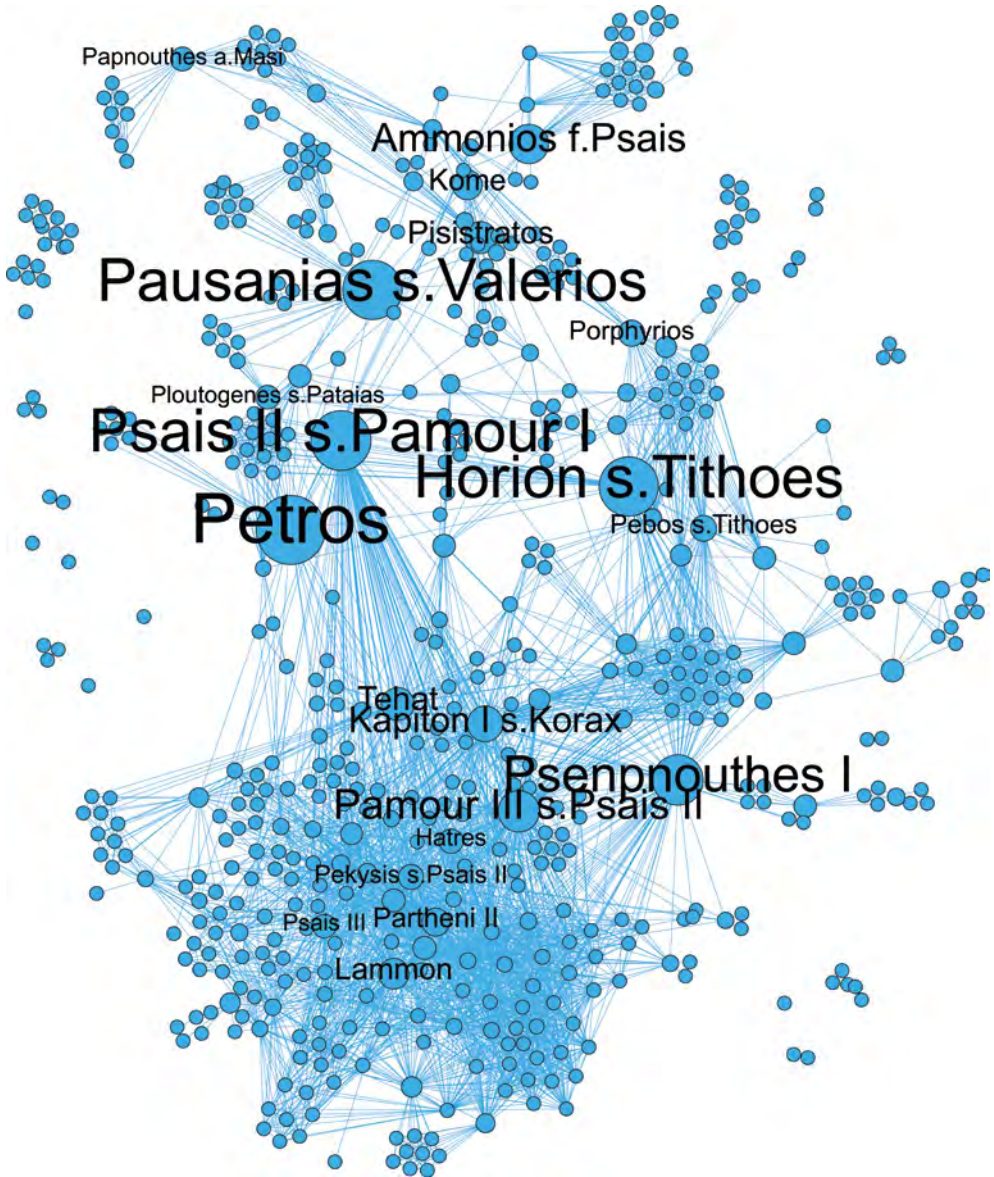 Papnouthes a.Masi
Ammonios f.Psais
Kome
Pisistratos
Pausanias s.Valerios
Porphyrios
Ploutogenes s.Pataias
Psais II s.Pamour I
Horion s.Tithoes
Petros
Pebos s.Tithoes
Tehat
Kapiton I s.Korax
Psenpnouthes I
Pamour III s.Psais II
Hatres
Pekysis s.Psais II
Psais III
Partheni II
Lammon